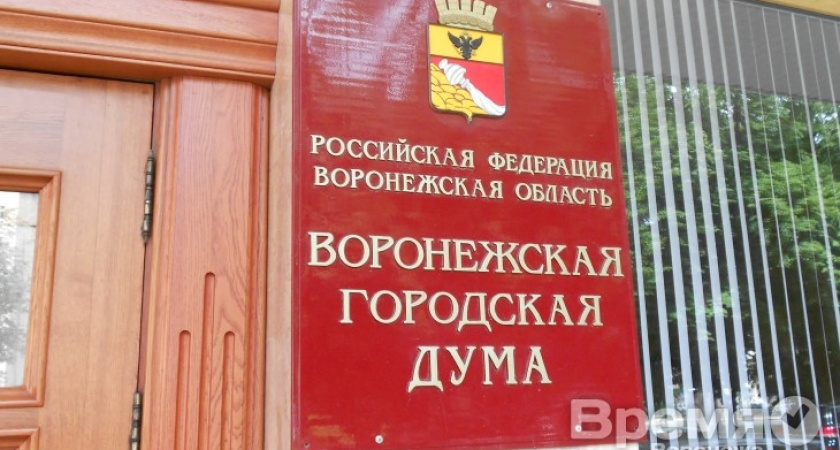 РОССИЙСКАЯ ФЕДЕРАЦИЯ
ВОРОНЕЖСКАЯ ОБЛАСТЬ
ВОРОНЕЖСКАЯ
ГОРОДСКАЯ
ДУМА
Время